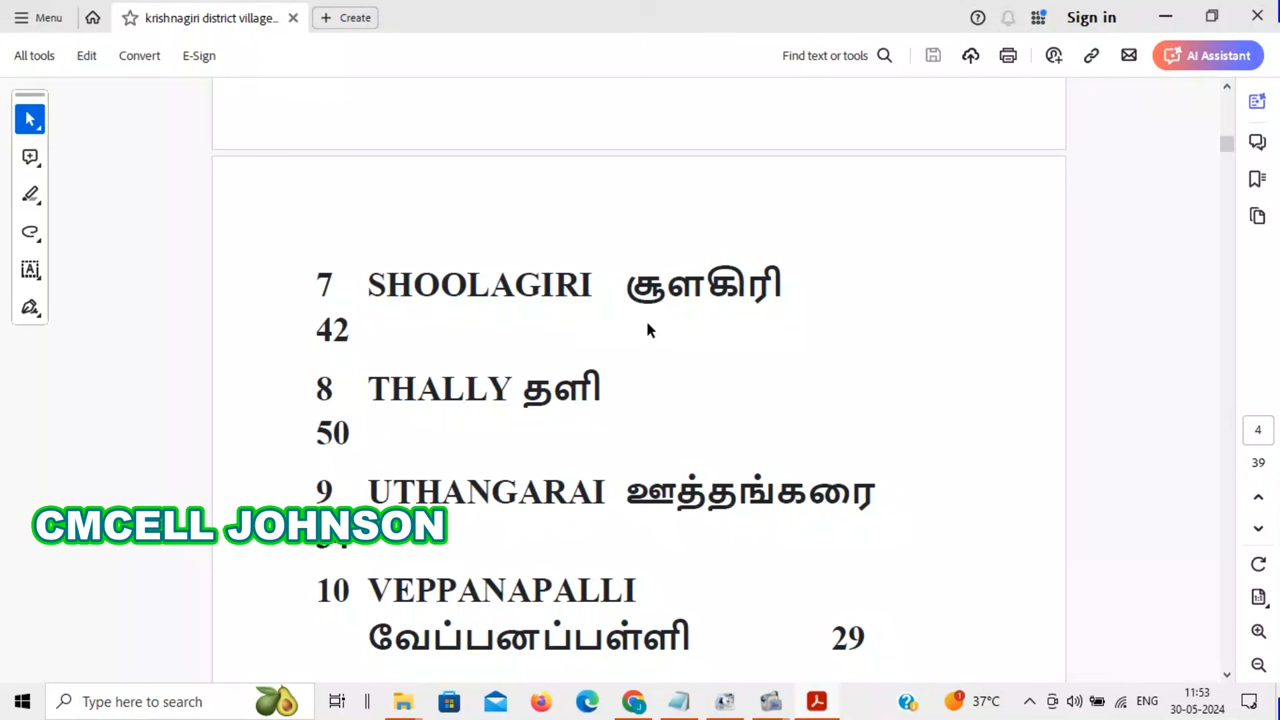 Menu
krishnagiri district village...
Create
Sign in
All tools
Edit
Convert
E-Sign
Find text or tools
AI Assistant
7 SHOOLAGIRI சூளகிரி
42
8 THALLY தளி
50
9 UTHANGARAI ஊத்தங்கரை
CMCELL JOHNSON
10 VEPPANAPALLI
வேப்பனப்பள்ளி 29
4
39
Type here to search
37°C
ENG
11:53
30-05-2024